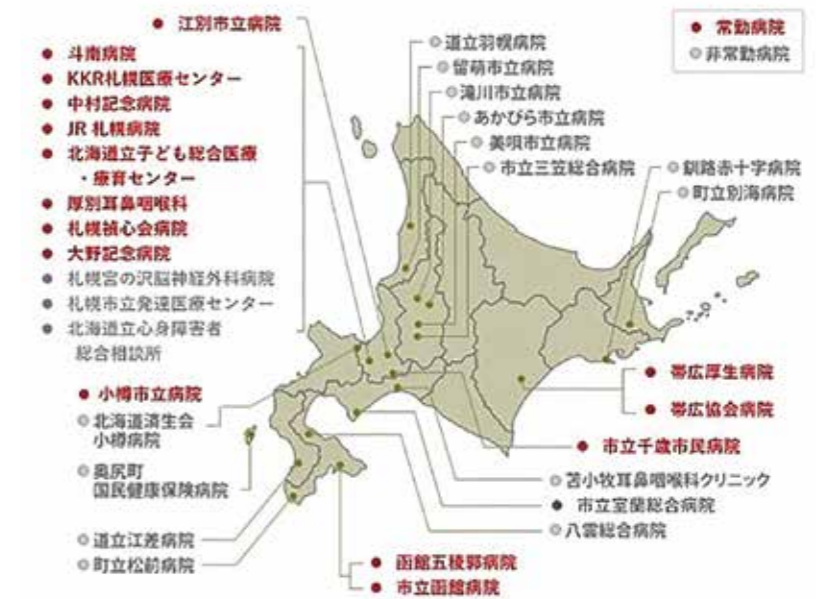 江別市立病院
斗南病院
KKR札幌医療センター
中村記念病院
JR 札幌病院
北海道立子ども総合医療
・療育センター
厚別耳鼻咽喉科
札幌禎心会病院
大野記念病院
札幌宮の沢脳神経外科病院
札幌市立発達医療センター
北海道立心身障害者
総合相談所
小樽市立病院
北海道済生会
小樽病院
奥尻町
国民健康保険病院
道立江差病院
町立松前病院
道立羽幌病院
留萌市立病院
滝川市立病院
あかびら市立病院
美唄市立病院
市立三笠総合病院
常勤病院
非常勤病院
釧路赤十字病院
町立別海病院
帯広厚生病院
帯広協会病院
市立千歳市民病院
苫小牧耳鼻咽喉科クリニック
市立室蘭総合病院
八雲総合病院
函館五稜郭病院
市立函館病院